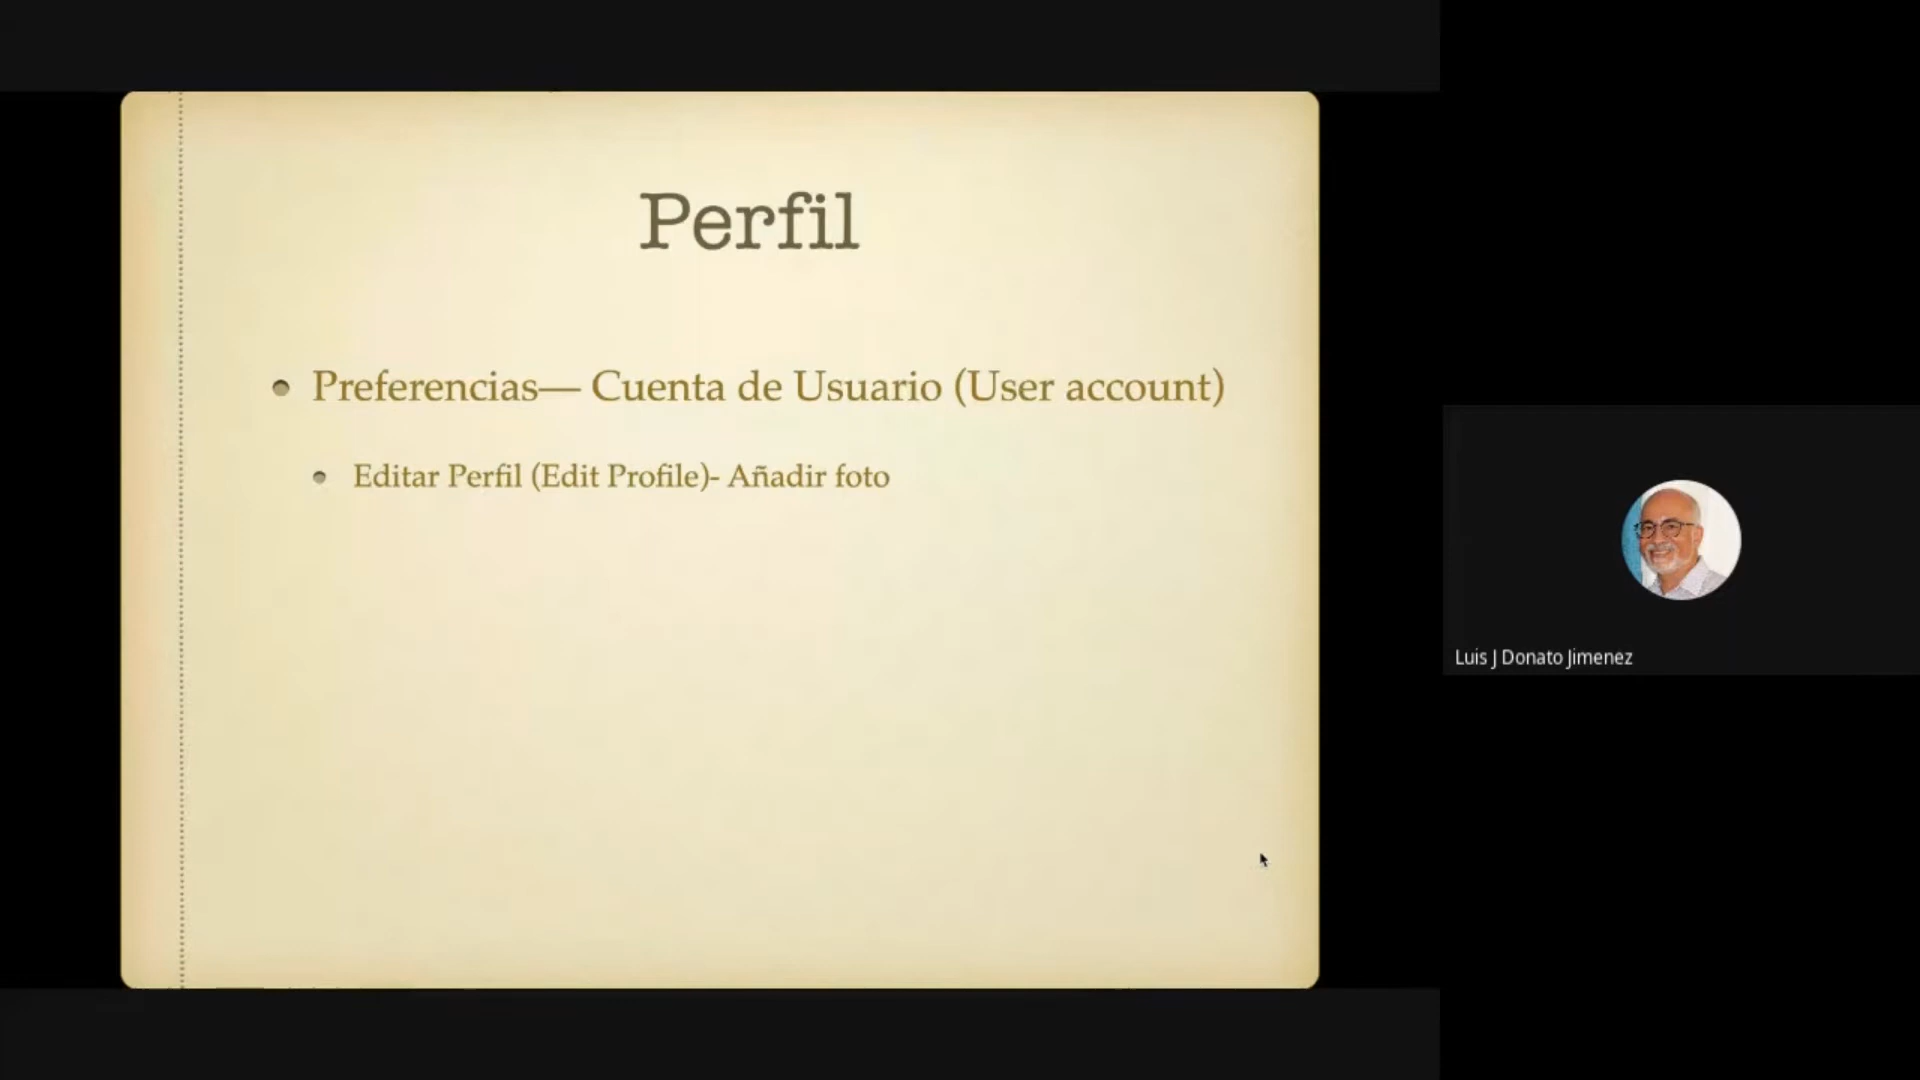 Perfil
Preferencias— Cuenta de Usuario (User account)
Editar Perfil (Edit Profile)- Añadir foto
Luis J Donato Jimenez